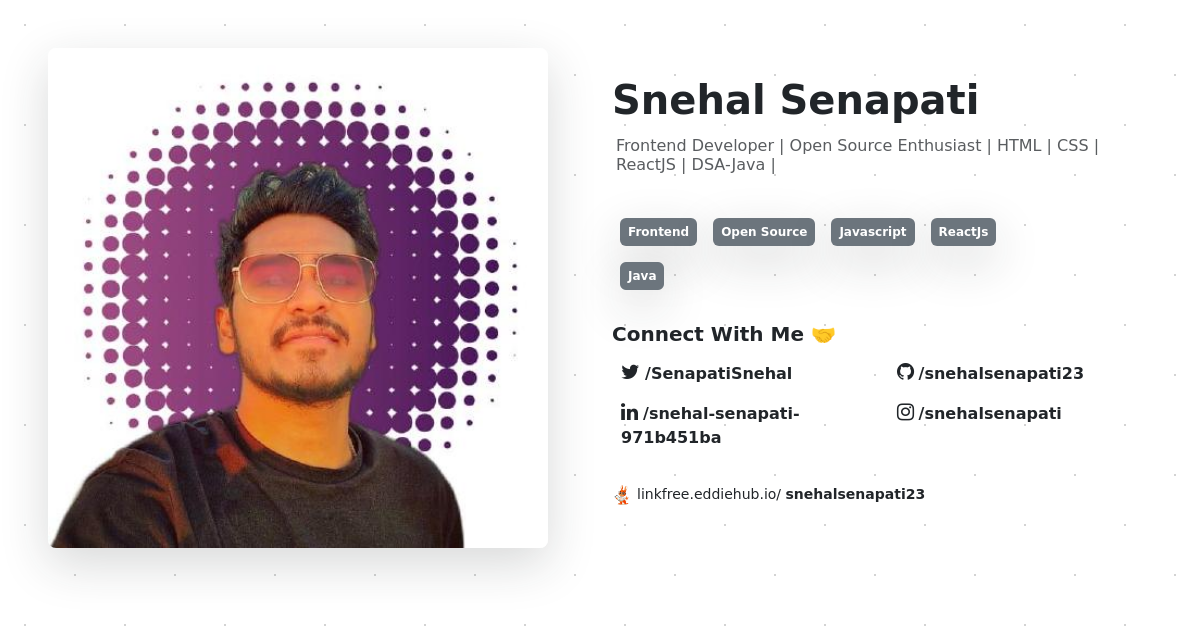 Snehal Senapati
Frontend Developer | Open Source Enthusiast | HTML | CSS |
ReactJS | DSA-Java |
Frontend Open Source Javascript ReactJs
Java
Connect With Me 🤝
/SenapatiSnehal /snehalsenapati23
/snehal-senapati- /snehalsenapati
971b451ba
linkfree.eddiehub.io/ snehalsenapati23